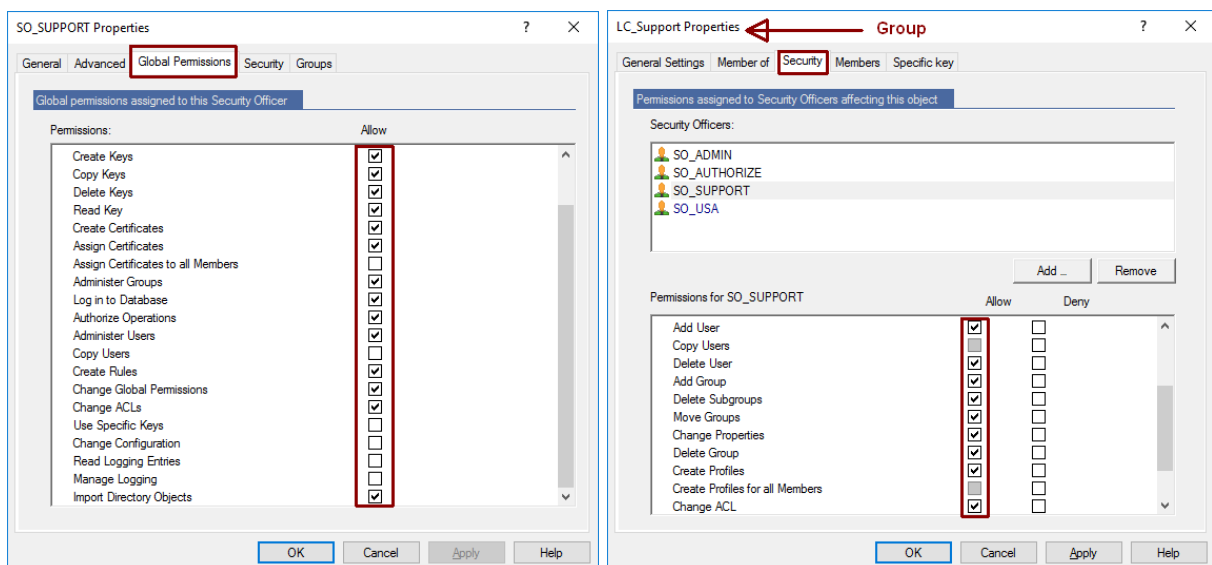 SO_SUPPORT Properties
?
General Advanced Global Permissions Security Groups
Global permissions assigned to this Security Officer
Permissions: Allow
Create Keys
Copy Keys
Delete Keys
Read Key
Create Certificates
Assign Certificates
Assign Certificates to all Members
Administer Groups
Log in to Database
Authorize Operations
Administer Users
Copy Users
Create Rules
Change Global Permissions
Change ACLs
Use Specific Keys
Change Configuration
Read Logging Entries
Manage Logging
Import Directory Objects
OK Cancel Apply Help
LC_Support Properties Group ?
General Settings Member of Security Members Specific key
Permissions assigned to Security Officers affecting this object
Security Officers:
SO_ADMIN
SO_AUTHORIZE
SO_SUPPORT
SO_USA
Add ... Remove
Permissions for SO_SUPPORT Allow Deny
Add User
Copy Users
Delete User
Add Group
Delete Subgroups
Move Groups
Change Properties
Delete Group
Create Profiles
Create Profiles for all Members
Change ACL
OK Cancel Apply Help